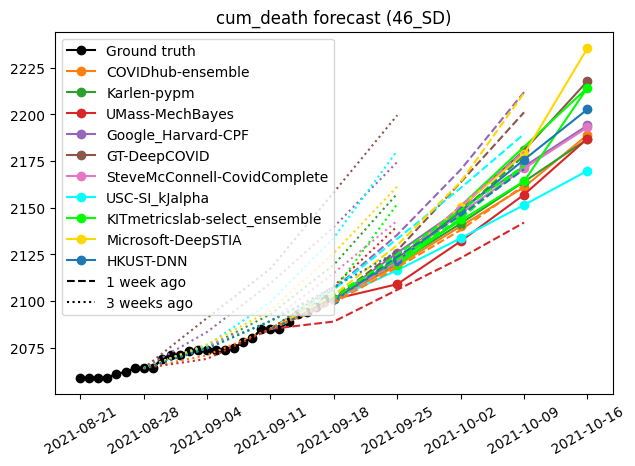 cum_death forecast (46_SD)
2225
2200
2175
2150
2125
2100
2075
Ground truth
COVIDhub-ensemble
Karlen-pypm
UMass-MechBayes
Google_Harvard-CPF
GT-DeepCOVID
SteveMcConnell-CovidComplete
USC-SI_kJalpha
KITmetricslab-select_ensemble
Microsoft-DeepSTIA
HKUST-DNN
1 week ago
3 weeks ago
2021-08-21 2021-08-28 2021-09-04 2021-09-11 2021-09-18 2021-09-25 2021-10-02 2021-10-09 2021-10-16